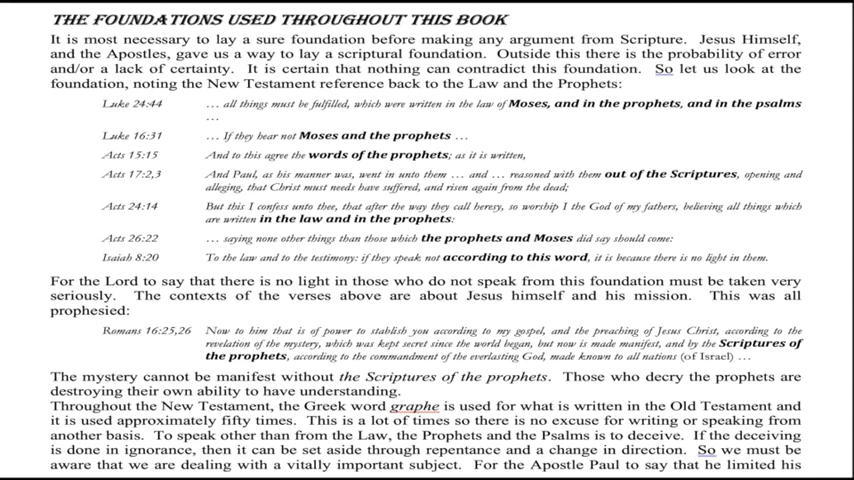 THE FOUNDATIONS USED THROUGHOUT THIS BOOK
It is most necessary to lay a sure foundation before making any argument from Scripture. Jesus Himself,
and the Apostles, gave us a way to lay a scriptural foundation. Outside this there is the probability of error
and/or a lack of certainty. It is certain that nothing can contradict this foundation. So let us look at the
foundation, noting the New Testament reference back to the Law and the Prophets:
Luke 24:44 … all things must be fulfilled, which were written in the law of Moses, and in the prophets, and in the psalms
…
Luke 16:31 … If they hear not Moses and the prophets …
Acts 15:15 And to this agree the words of the prophets; as it is written,
Acts 17:2,3 And Paul, as his manner was, went in unto them … and … reasoned with them out of the Scriptures, opening and
alleging, that Christ must needs have suffered, and risen again from the dead;
Acts 24:14 But this I confess unto thee, that after the way they call heresy, so worship I the God of my fathers, believing all things which
are written in the law and in the prophets:
Acts 26:22 … saying none other things than those which the prophets and Moses did say should come:
Isaiah 8:20 To the law and to the testimony: if they speak not according to this word, it is because there is no light in them.
For the Lord to say that there is no light in those who do not speak from this foundation must be taken very
seriously. The contexts of the verses above are about Jesus himself and his mission. This was all
prophesied:
Romans 16:25,26 Now to him that is of power to stablish you according to my gospel, and the preaching of Jesus Christ, according to the
revelation of the mystery, which was kept secret since the world began, but now is made manifest, and by the Scriptures of
the prophets, according to the commandment of the everlasting God, made known to all nations (of Israel) …
The mystery cannot be manifest without the Scriptures of the prophets. Those who decry the prophets are
destroying their own ability to have understanding.
Throughout the New Testament, the Greek word graphe is used for what is written in the Old Testament and
it is used approximately fifty times. This is a lot of times so there is no excuse for writing or speaking from
another basis. To speak other than from the Law, the Prophets and the Psalms is to deceive. If the deceiving
is done in ignorance, then it can be set aside through repentance and a change in direction. So we must be
aware that we are dealing with a vitally important subject. For the Apostle Paul to say that he limited his